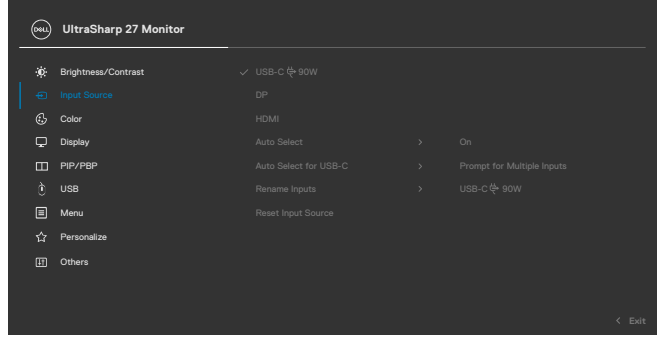 DELL UltraSharp 27 Monitor
Brightness/Contrast USB-C 90W
Input Source DP
Color HDMI
Display Auto Select On
PIP/PBP Auto Select for USB-C Prompt for Multiple Inputs
USB Rename Inputs USB-C 90W
Menu Reset Input Source
Personalize
Others
Exit